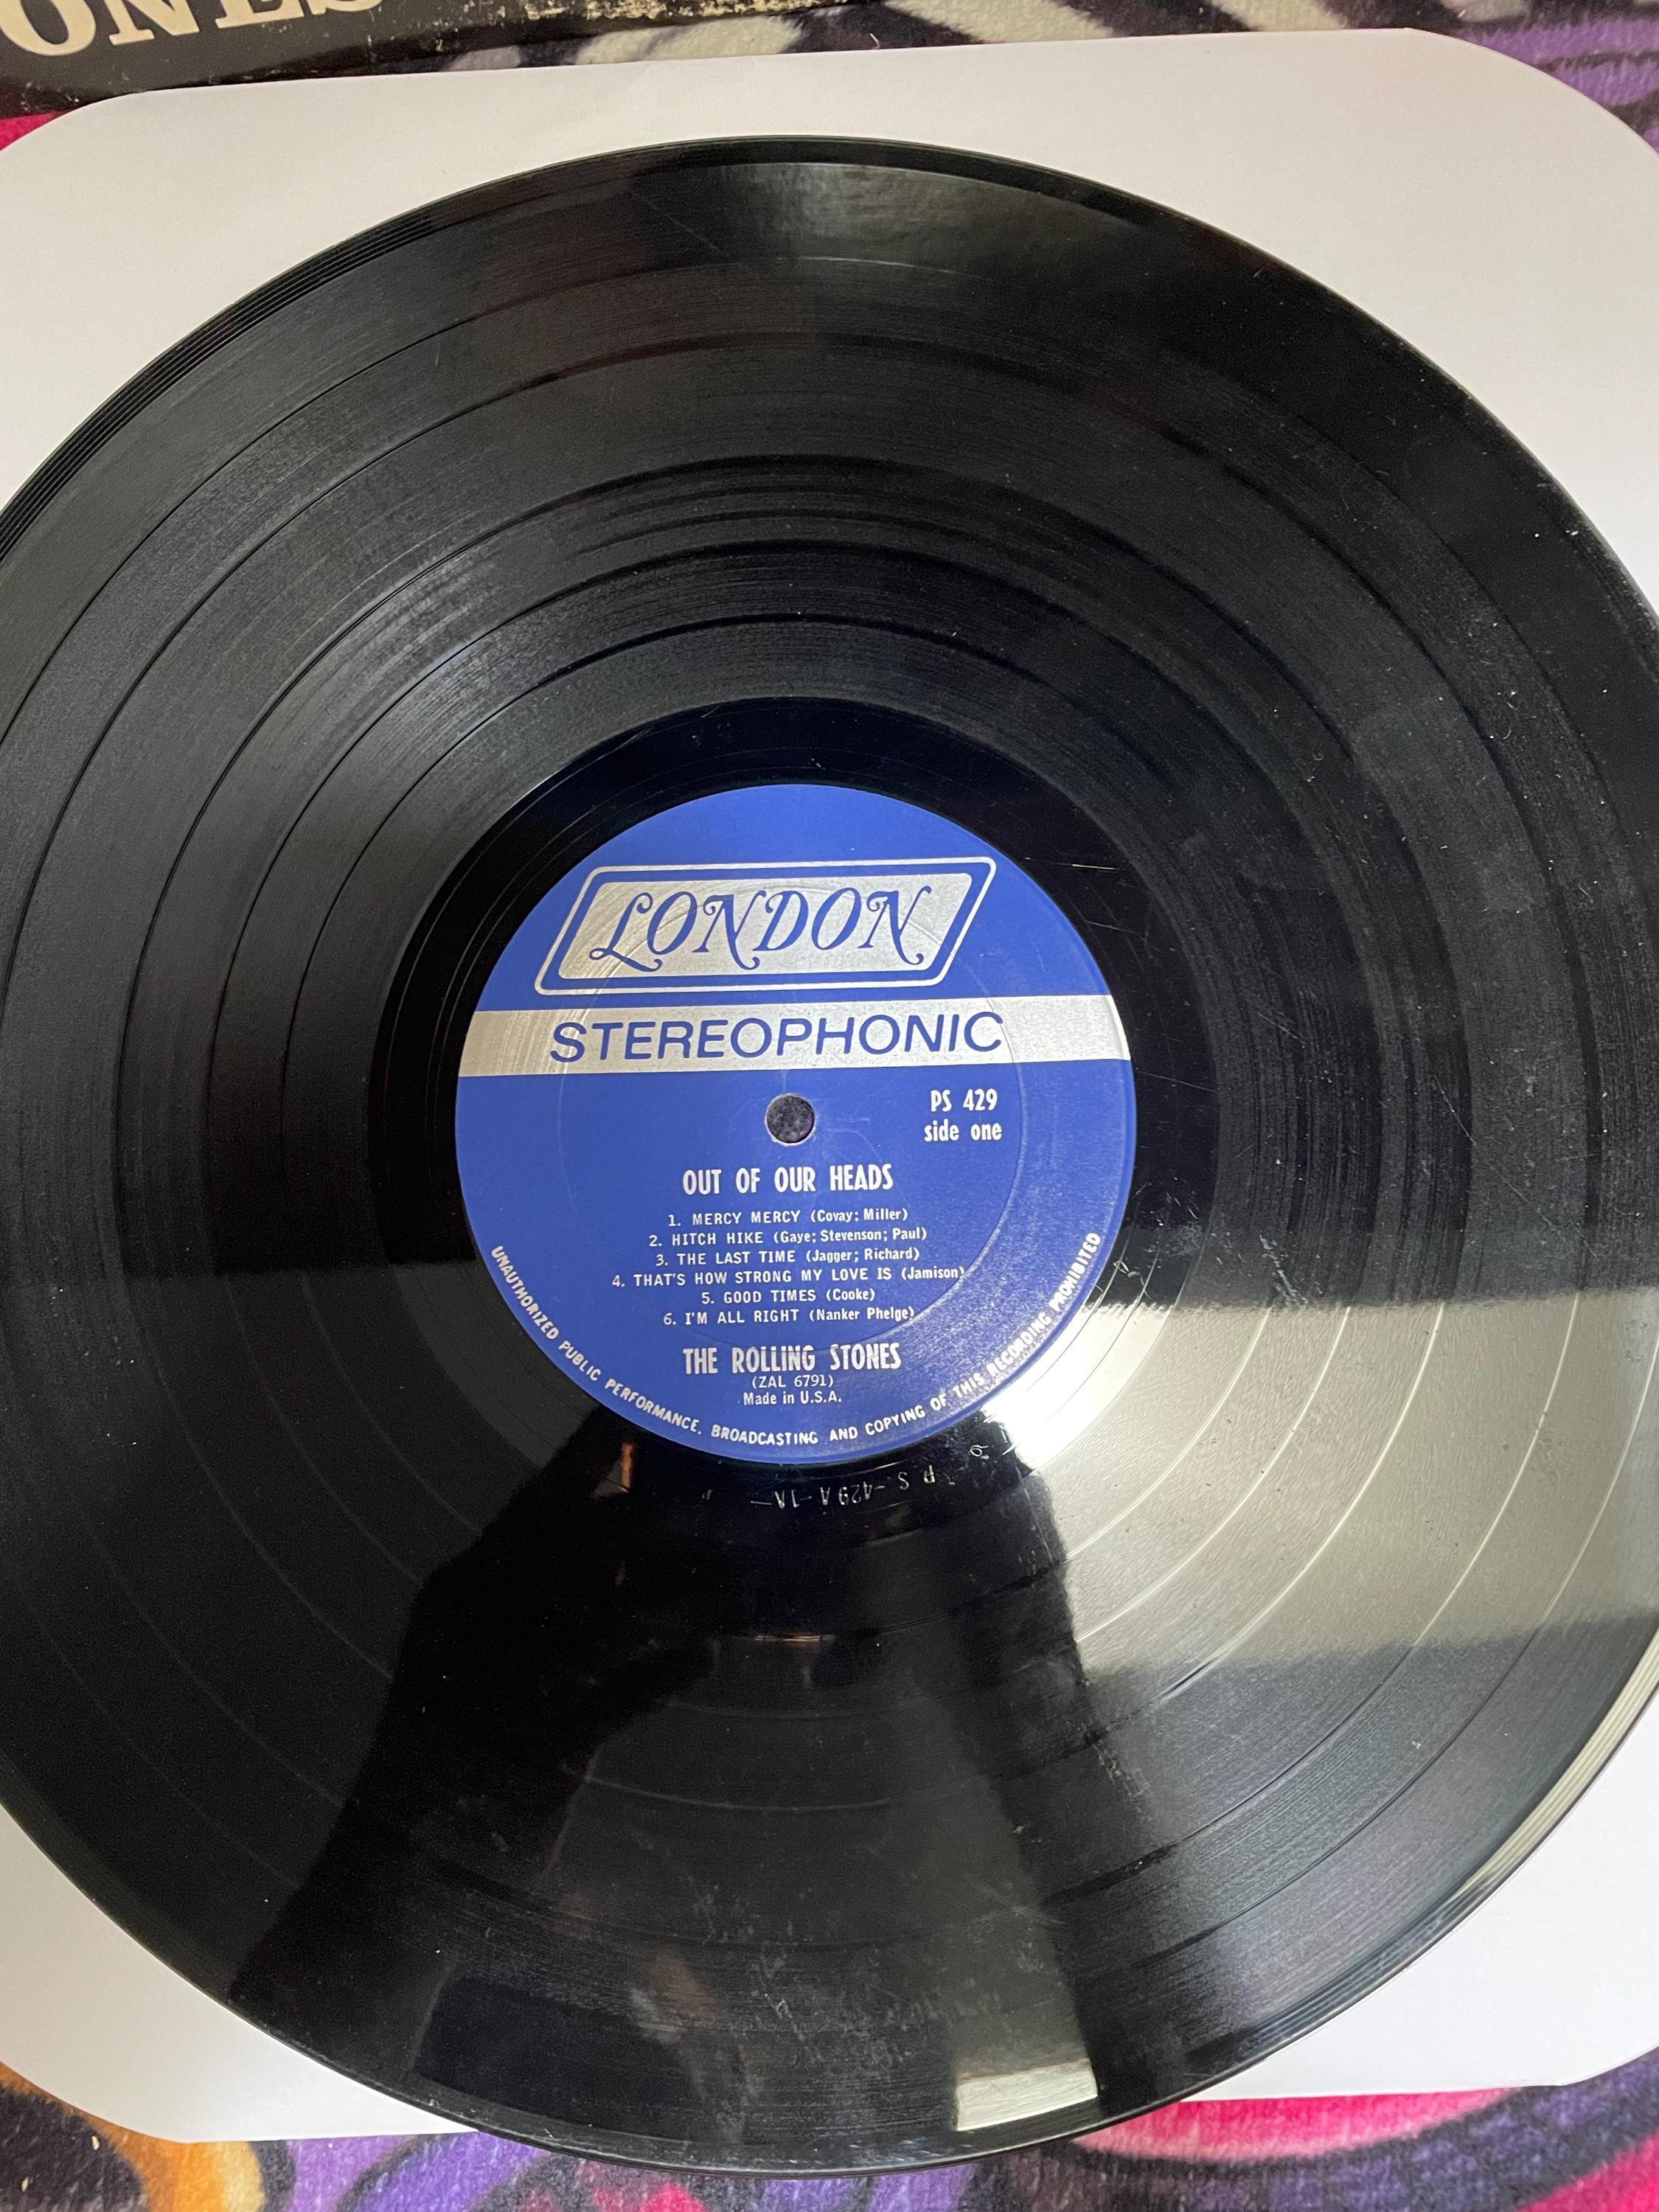 ONES
LONDON
STEREOPHONIC
PS 429
side one
OUT OF OUR HEADS
1. MERCY MERCY (Covay; Miller)
2. HITCH HIKE (Gaye; Stevenson; Paul)
3. THE LAST TIME (Jagger; Richard)
4. THAT'S HOW STRONG MY LOVE IS (Jamison)
5. GOOD TIMES (Cooke)
6. I'M ALL RIGHT (Nanker Phelge)
THE ROLLING STONES
(ZAL 6791)
Made in U.S.A.
UNAUTHORIZED PUBLIC PERFORMANCE, BROADCASTING AND COPYING OF THIS RECORDING PROHIBITED
PS-429A-1A